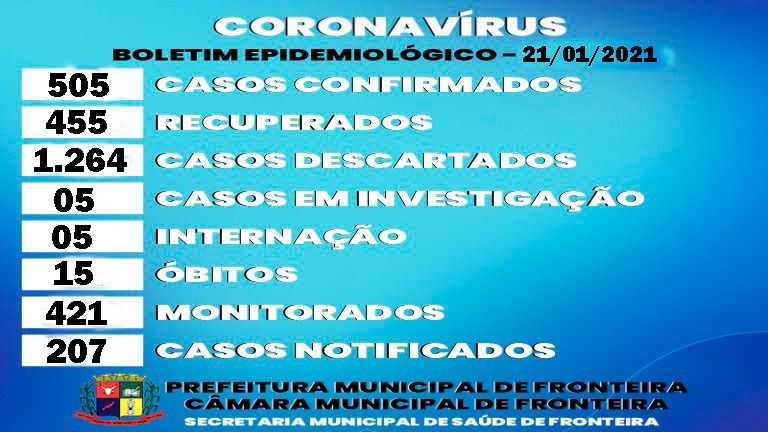 CORONAVÍRUS
BOLETIM EPIDEMIOLÓGICO – 21/01/2021
505 CASOS CONFIRMADOS
455 RECUPERADOS
1.264 CASOS DESCARTADOS
05 CASOS EM INVESTIGAÇÃO
05 INTERNAÇÃO
15 ÓBITOS
421 MONITORADOS
207 CASOS NOTIFICADOS
PREFEITURA MUNICIPAL DE FRONTEIRA
CÂMARA MUNICIPAL DE FRONTEIRA
SECRETARIA MUNICIPAL DE SAÚDE DE FRONTEIRA